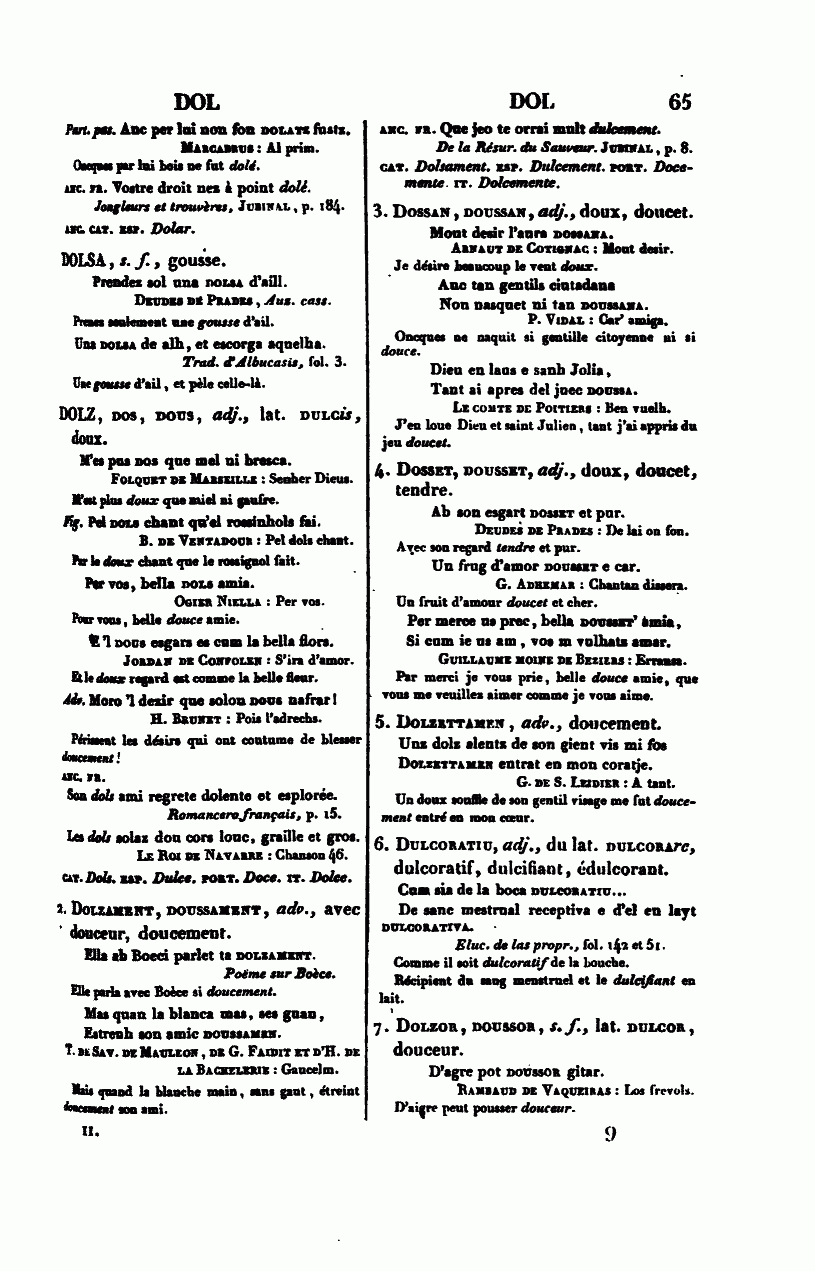 DOL
Part. pas. Anc per lui non fon DOLATZ fustz.
MARCABRUS : Al prim.
Oncques par lui bois ne fut dolé.
ANC. FR. Vostre droit nez à point dolé.
Jongleurs et trouvères, JUBINAL, p. 184.
ANC. CAT. ESP. Dolar.
DOLSA, s. f., gousse.
Prendez sol una DOLSA d'aill.
DEUDES DE PRADES, Auz. cass.
Prenez seulement une gousse d'ail.
Una DOLSA de alh, et escorga aquelha.
Trad. d'Albucasis, fol. 3.
Une gousse d'ail, et pèle celle-là.
DOLZ, DOS, DOUS, adj., lat. DULCis,
doux.
M'es pus DOS que mel ni bresca.
FOLQUET DE MARSEILLE : Senher Dieus.
M'est plus doux que miel ni gaufre.
Fig. Pel DOLS chant qu'el rossinhols fai.
B. DE VENTADOUR : Pel dols chant.
Par le doux chant que le rossignol fait.
Per vos, bella DOLS amia.
OGIER NIELLA : Per vos.
Pour vous, belle douce amie.
E 'l DOUS esgars es cum la bella flors.
JORDAN DE CONFOLEN : S'ira d'amor.
Et le doux regard est comme la belle fleur.
Adv. Moro 'l dezir que solon DOUS nafrar !
H. BRUNET : Pois l'adrechs.
Périssent les désirs qui ont coutume de blesser
doucement !
ANC. FR.
Son dols ami regrete dolente et esplorée.
Romancero français, p. 15.
Les dols solaz dou cors louc, graille et gros.
LE ROI DE NAVARRE : Chanson 46.
CAT. Dols. ESP. Dulce. PORT. Doce. IT. Dolce.
2. DOLZAMENT, DOUSSAMENT, adv., avec
douceur, doucement.
Ella ab Boeci parlet ta DOLZAMENT.
Poëme sur Boèce.
Elle parla avec Boèce si doucement.
Mas quan la blanca mas, ses guan,
Estrenh son amic DOUSSAMEN.
T. DE SAV. DE MAULEON, DE G. FAIDIT ET D'H. DE
LA BACHELERIE : Gaucelm.
Mais quand la blanche main, sans gant, étreint
doucement son ami.
II.
DOL 65
ANC. FR. Que jeo te orrai mult dulcement.
De la Résur. du Sauveur. JUBINAL, p. 8.
CAT. Dolsament. ESP. Dulcement. PORT. Doce-
mente. IT. Dolcemente.
3. DOSSAN, DOUSSAN, adj., doux, doucet.
Mout desir l'aura DOSSANA.
ARNAUT DE COTIGNAC : Mout desir.
Je désire beaucoup le vent doux.
Anc tan gentils ciutadana
Non nasquet ni tan DOUSSANA.
P. VIDAL : Car' amiga.
Oncques ne naquit si gentille citoyenne ni si
douce.
Dieu en laus e sanh Jolia,
Tant ai apres del juec DOUSSA.
LE COMTE DE POITIERS : Ben vuelh.
J'en loue Dieu et saint Julien, tant j'ai appris du
jeu doucet.
4. DOSSET, DOUSSET, adj., doux, doucet,
tendre.
Ab son esgart DOSSET et pur.
DEUDES DE PRADES : De lai on fon.
Avec son regard tendre et pur.
Un frug d'amor DOUSSET e car.
G. ADHEMAR : Chantan dissera.
Un fruit d'amour doucet et cher.
Per merce us prec, bella DOUSSET' amia,
Si cum ie us am, vos m vulhatz amar.
GUILLAUME MOINE DE BEZIERS : Erransa.
Par merci je vous prie, belle douce amie, que
vous me veuillez aimer comme je vous aime.
5. DOLZETTAMEN, adv., doucement.
Uns dolz alentz de son gient vis mi fos
DOLZETTAMEN entrat en mon coratje.
G. DE S. LEIDIER : A tant.
Un doux souffle de son gentil visage me fut douce-
ment entré en mon cœur.
6. DULCORATIU, adj., du lat. DULCORAre,
dulcoratif, dulcifiant, édulcorant.
Cum sia de la boca DULCORATIU...
De sanc mestrual receptiva e d'el en layt
DULCORATIVA.
Eluc. de las propr., fol. 142 et 51.
Comme il soit dulcoratif de la bouche.
Récipient du sang menstruel et le dulcifiant en
lait.
7. DOLZOR, DOUSSOR, s. f., lat. DULCOR,
douceur.
D'agre pot DOUSSOR gitar.
RAMBAUD DE VAQUEIRAS : Los frevols.
D'aigre peut pousser douceur.
9